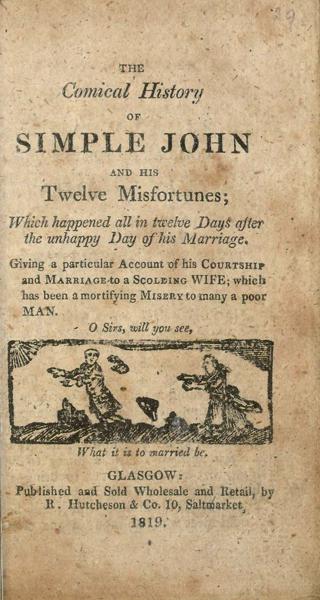 29
THE
Comical History
OF
SIMPLE JOHN
AND HIS
Twelve Misfortunes;
Which happened all in twelve Days after
the unhappy Day of his Marriage.
Giving a particular Account of his COURTSHIP
and MARRIAGE to a SCOLDING WIFE; which
has been a mortifying MISERY to many a poor
MAN.
O Sirs, will you see,
What it is to married be.
GLASGOW:
Published and Sold Wholesale and Retail, by
R. Hutcheson & Co. 10, Saltmarket,
1819.